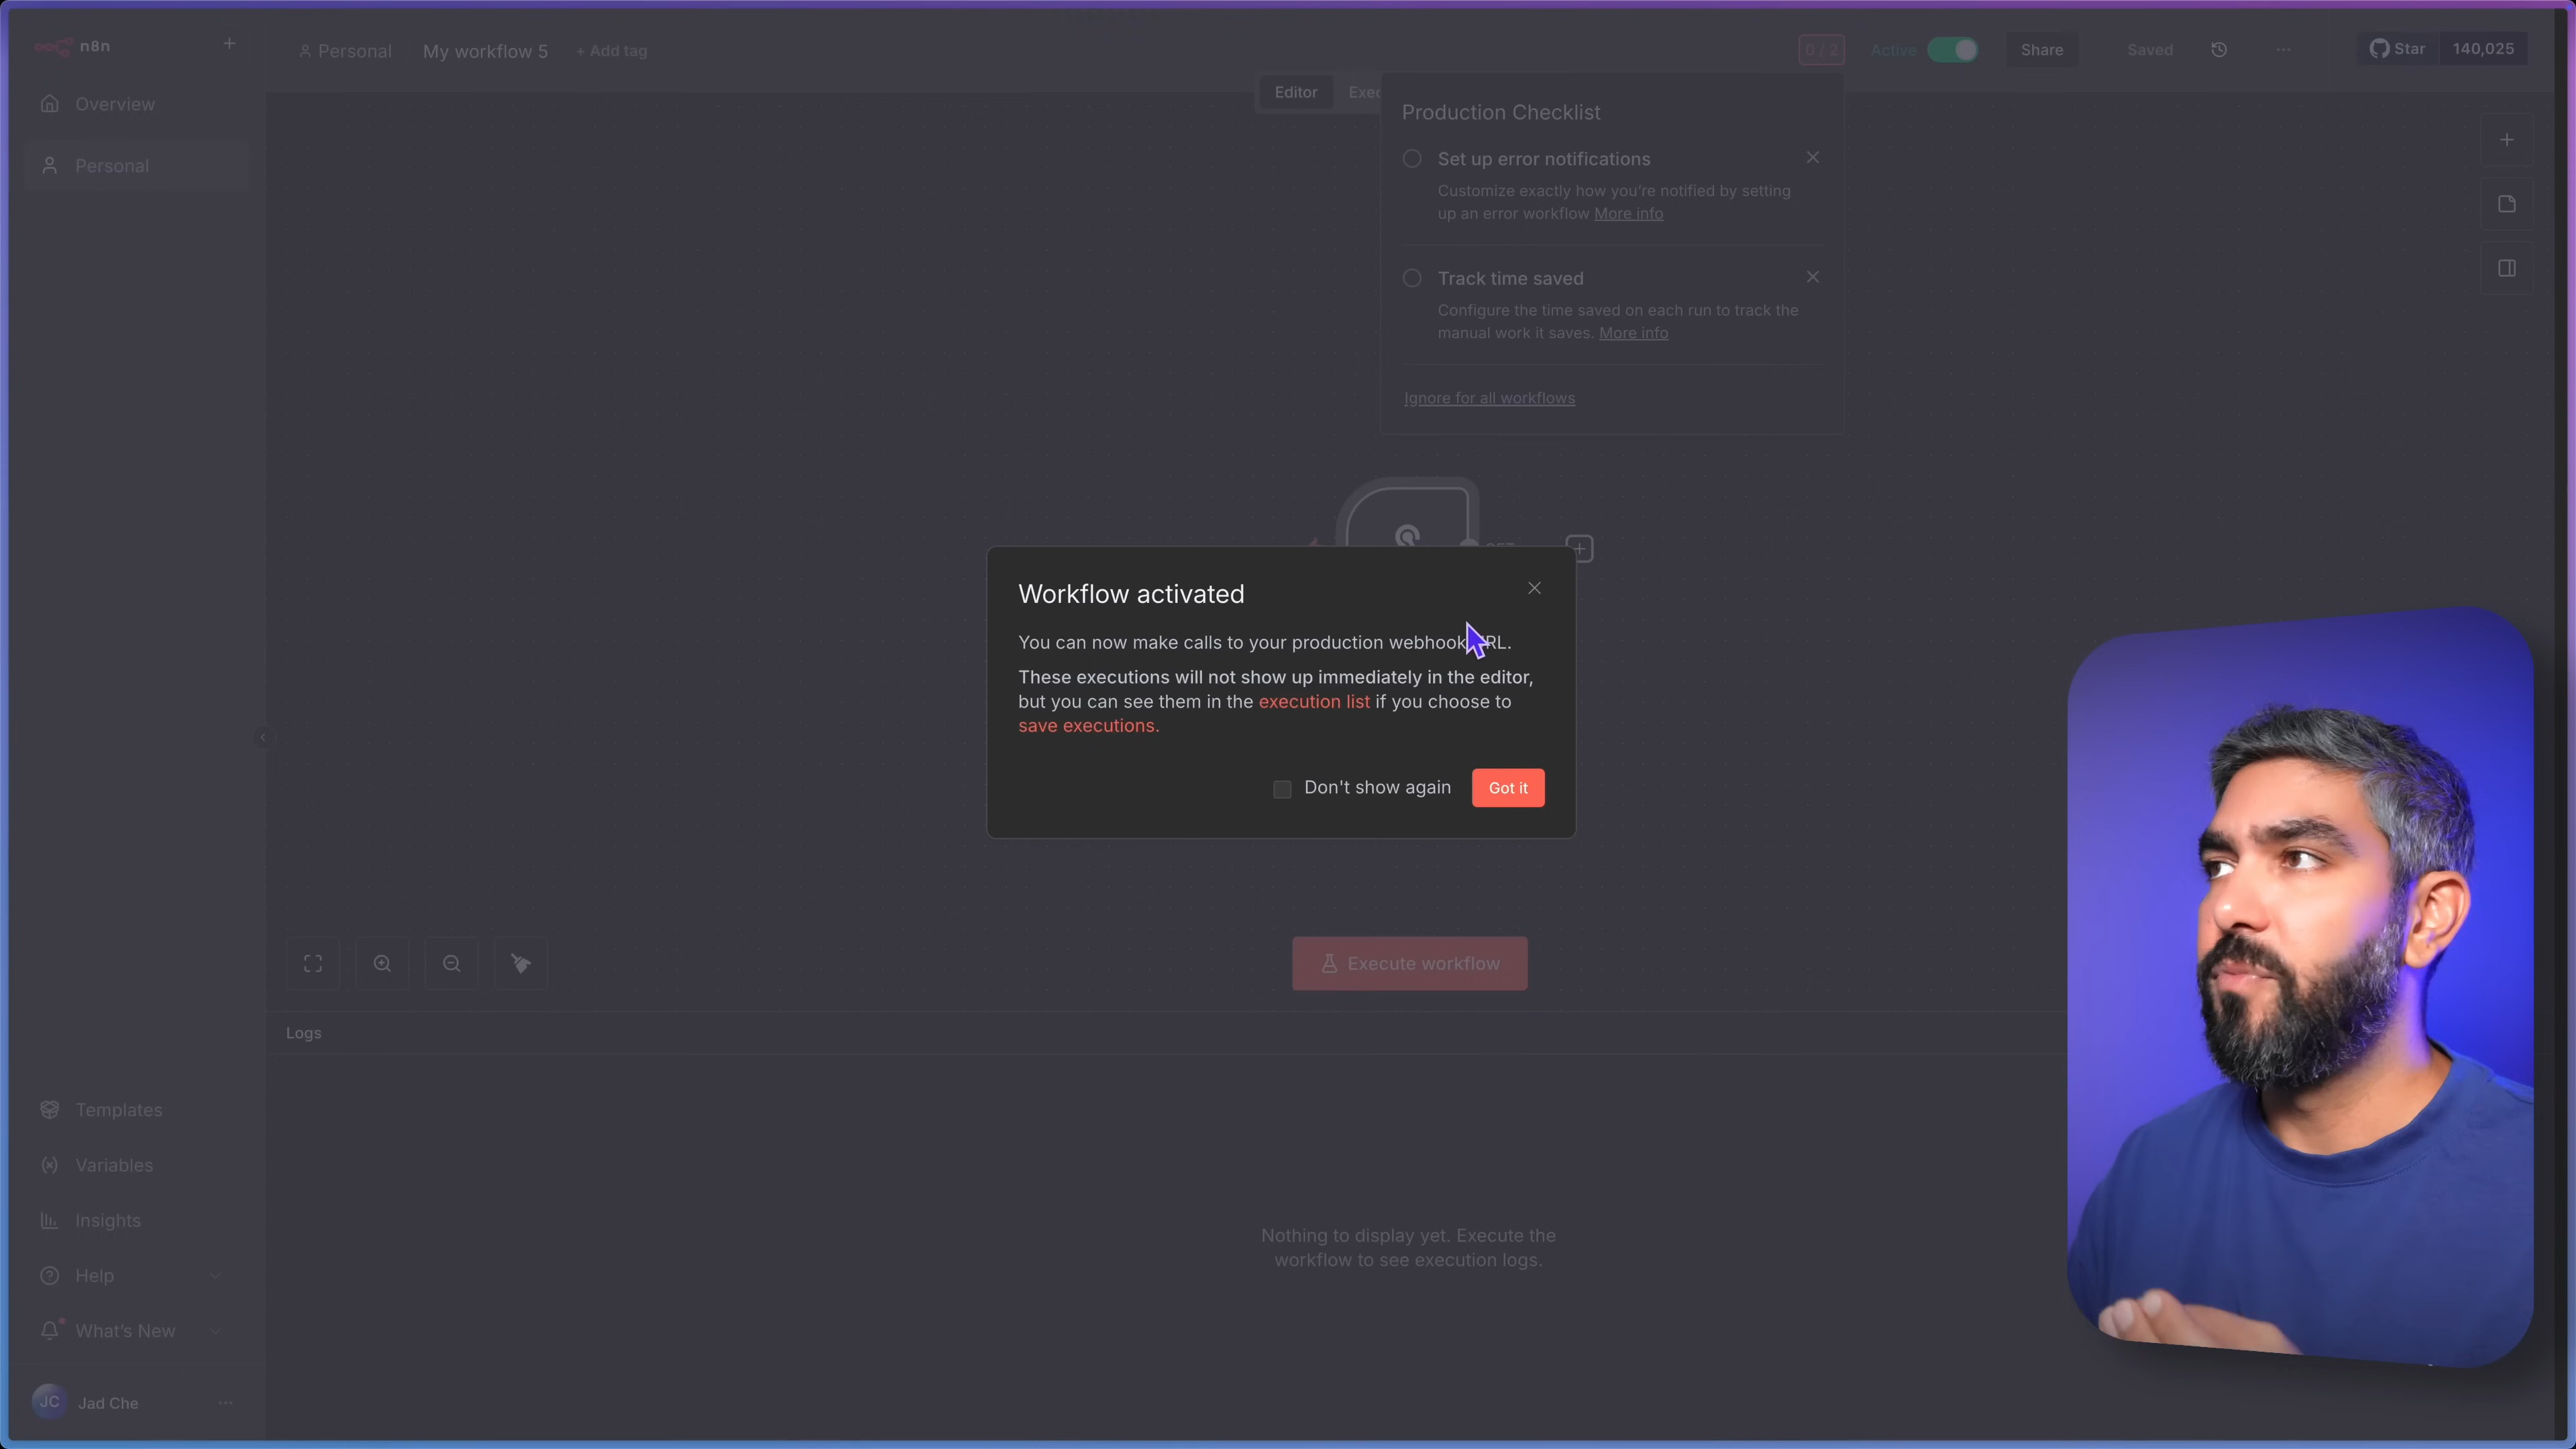 n8n
Personal
My workflow 5
+ Add tag
0 / 2
Active
Share
Saved
Star
140,025
Overview
Personal
Editor
Exec
Production Checklist
Set up error notifications
Customize exactly how you're notified by setting
up an error workflow More info
Track time saved
Configure the time saved on each run to track the
manual work it saves. More info
Ignore for all workflows
Workflow activated
You can now make calls to your production webhook URL.
These executions will not show up immediately in the editor,
but you can see them in the execution list if you choose to
save executions.
Don't show again
Got it
Execute workflow
Logs
Nothing to display yet. Execute the
workflow to see execution logs.
Templates
Variables
Insights
Help
What's New
JC
Jad Che